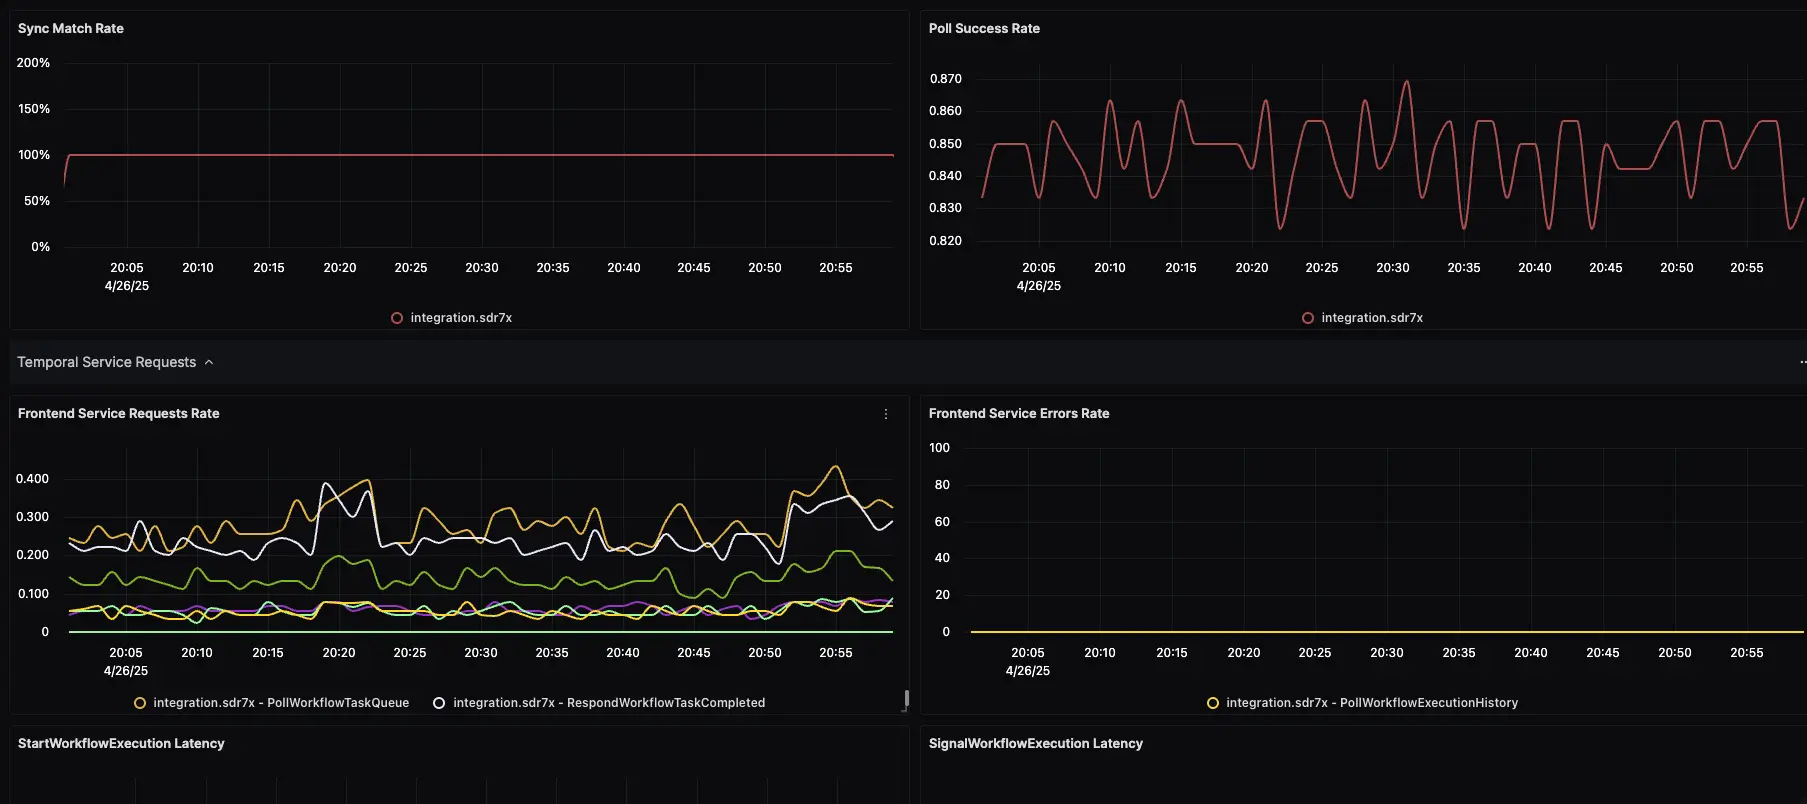 Sync Match Rate
200%
150%
100%
50%
0%
20:05 20:10 20:15 20:20 20:25 20:30 20:35 20:40 20:45 20:50 20:55
4/26/25
integration.sdr7x
Poll Success Rate
0.870
0.860
0.850
0.840
0.830
0.820
20:05 20:10 20:15 20:20 20:25 20:30 20:35 20:40 20:45 20:50 20:55
4/26/25
integration.sdr7x
Temporal Service Requests
Frontend Service Requests Rate
0.400
0.300
0.200
0.100
0
20:05 20:10 20:15 20:20 20:25 20:30 20:35 20:40 20:45 20:50 20:55
4/26/25
integration.sdr7x - PollWorkflowTaskQueue integration.sdr7x - RespondWorkflowTaskCompleted
Frontend Service Errors Rate
100
80
60
40
20
0
20:05 20:10 20:15 20:20 20:25 20:30 20:35 20:40 20:45 20:50 20:55
4/26/25
integration.sdr7x - PollWorkflowExecutionHistory
StartWorkflowExecution Latency
SignalWorkflowExecution Latency